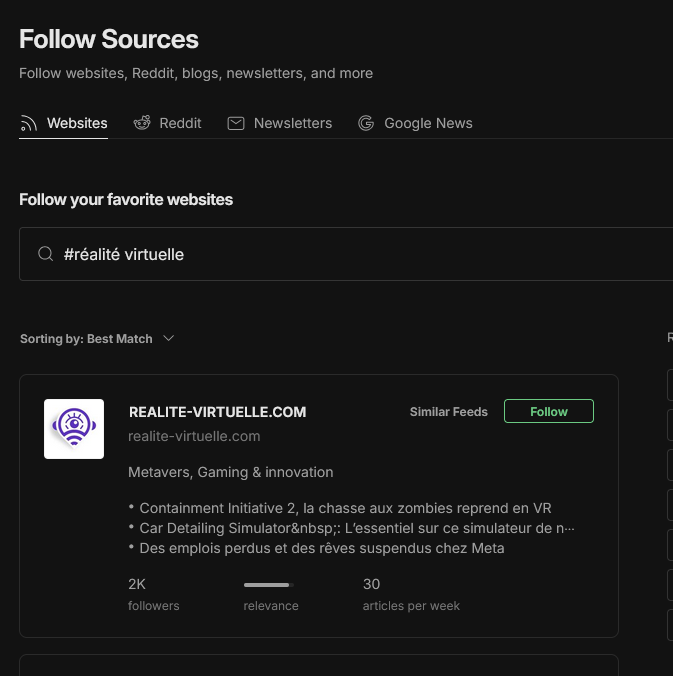 Follow Sources
Follow websites, Reddit, blogs, newsletters, and more
Websites Reddit Newsletters Google News
Follow your favorite websites
#réalité virtuelle
Sorting by: Best Match
REALITE-VIRTUELLE.COM Similar Feeds Follow
realite-virtuelle.com
Metavers, Gaming & innovation
• Containment Initiative 2, la chasse aux zombies reprend en VR
• Car Detailing Simulator&nbsp;: L'essentiel sur ce simulateur de n···
• Des emplois perdus et des rêves suspendus chez Meta
2K 30
followers relevance articles per week